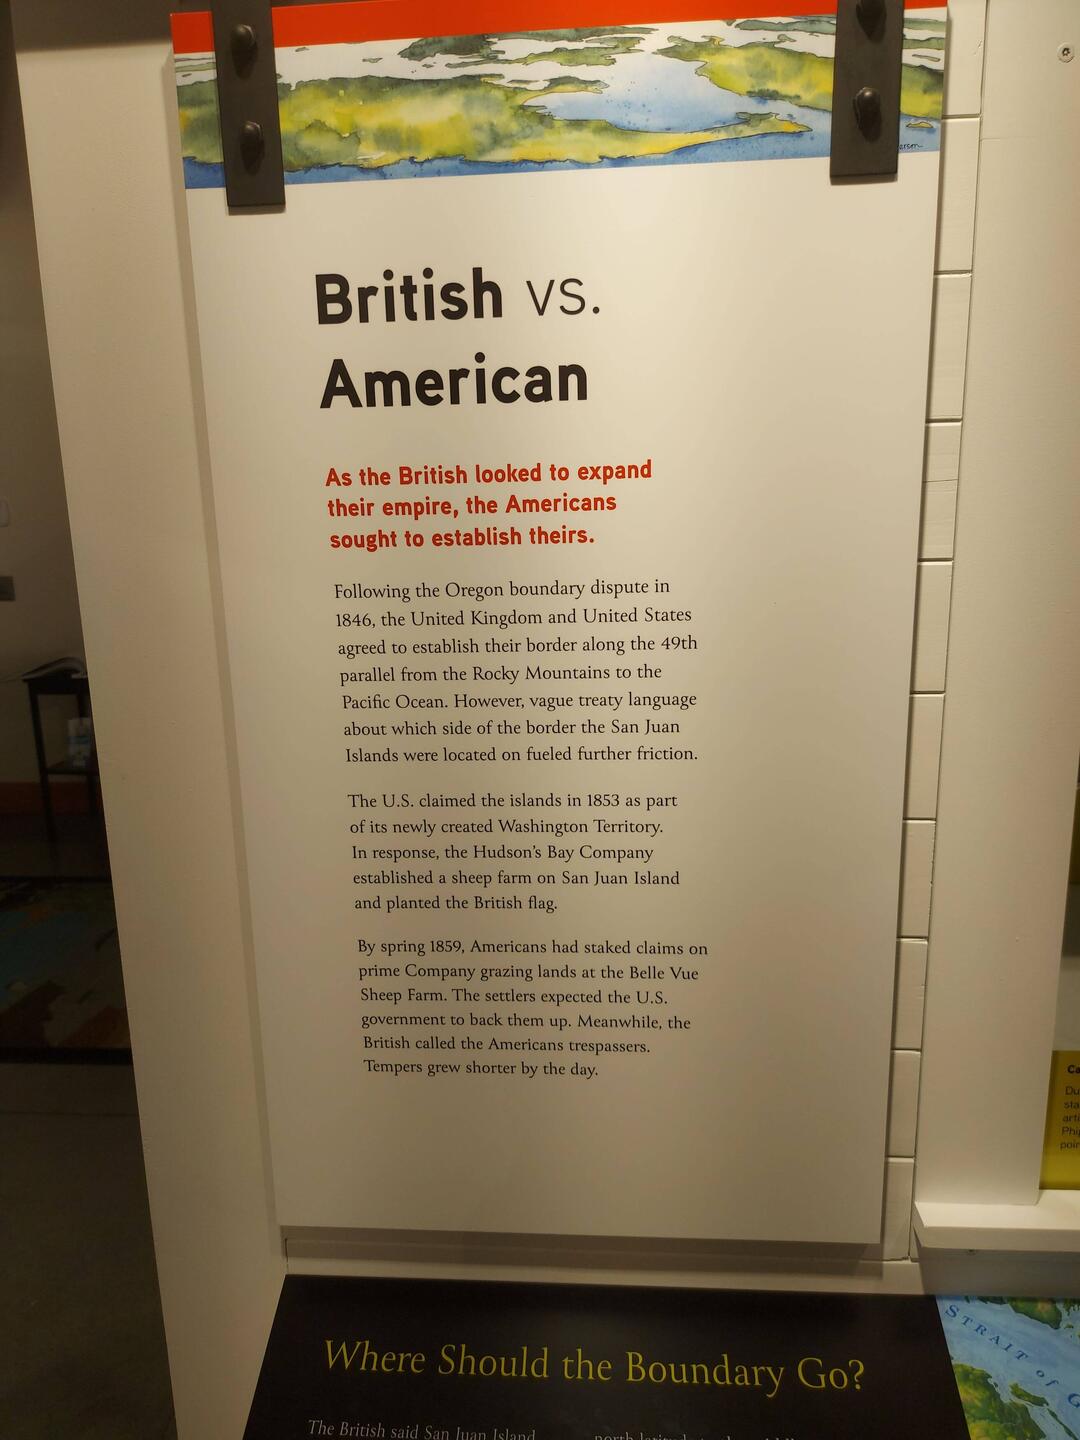 British vs.
American
As the British looked to expand
their empire, the Americans
sought to establish theirs.
Following the Oregon boundary dispute in
1846, the United Kingdom and United States
agreed to establish their border along the 49th
parallel from the Rocky Mountains to the
Pacific Ocean. However, vague treaty language
about which side of the border the San Juan
Islands were located on fueled further friction.
The U.S. claimed the islands in 1853 as part
of its newly created Washington Territory.
In response, the Hudson's Bay Company
established a sheep farm on San Juan Island
and planted the British flag.
By spring 1859, Americans had staked claims on
prime Company grazing lands at the Belle Vue
Sheep Farm. The settlers expected the U.S.
government to back them up. Meanwhile, the
British called the Americans trespassers.
Tempers grew shorter by the day.
Where Should the Boundary Go?
The British said San Juan Island
STRAIT of